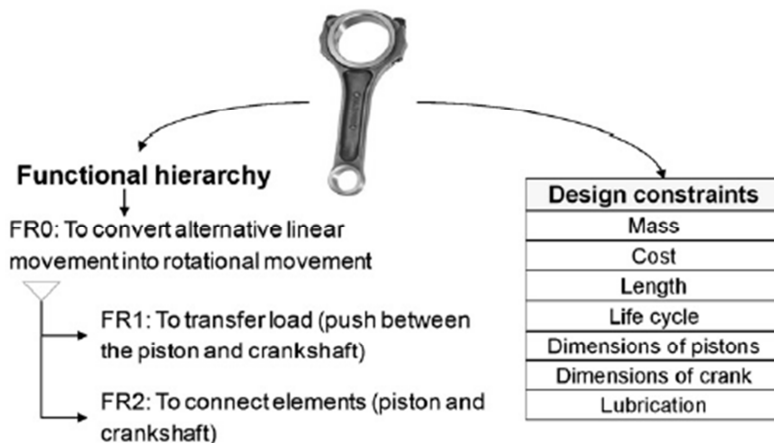 Functional hierarchy
FR0: To convert alternative linear
movement into rotational movement
FR1: To transfer load (push between
the piston and crankshaft)
FR2: To connect elements (piston and
crankshaft)
Design constraints
Mass
Cost
Length
Life cycle
Dimensions of pistons
Dimensions of crank
Lubrication